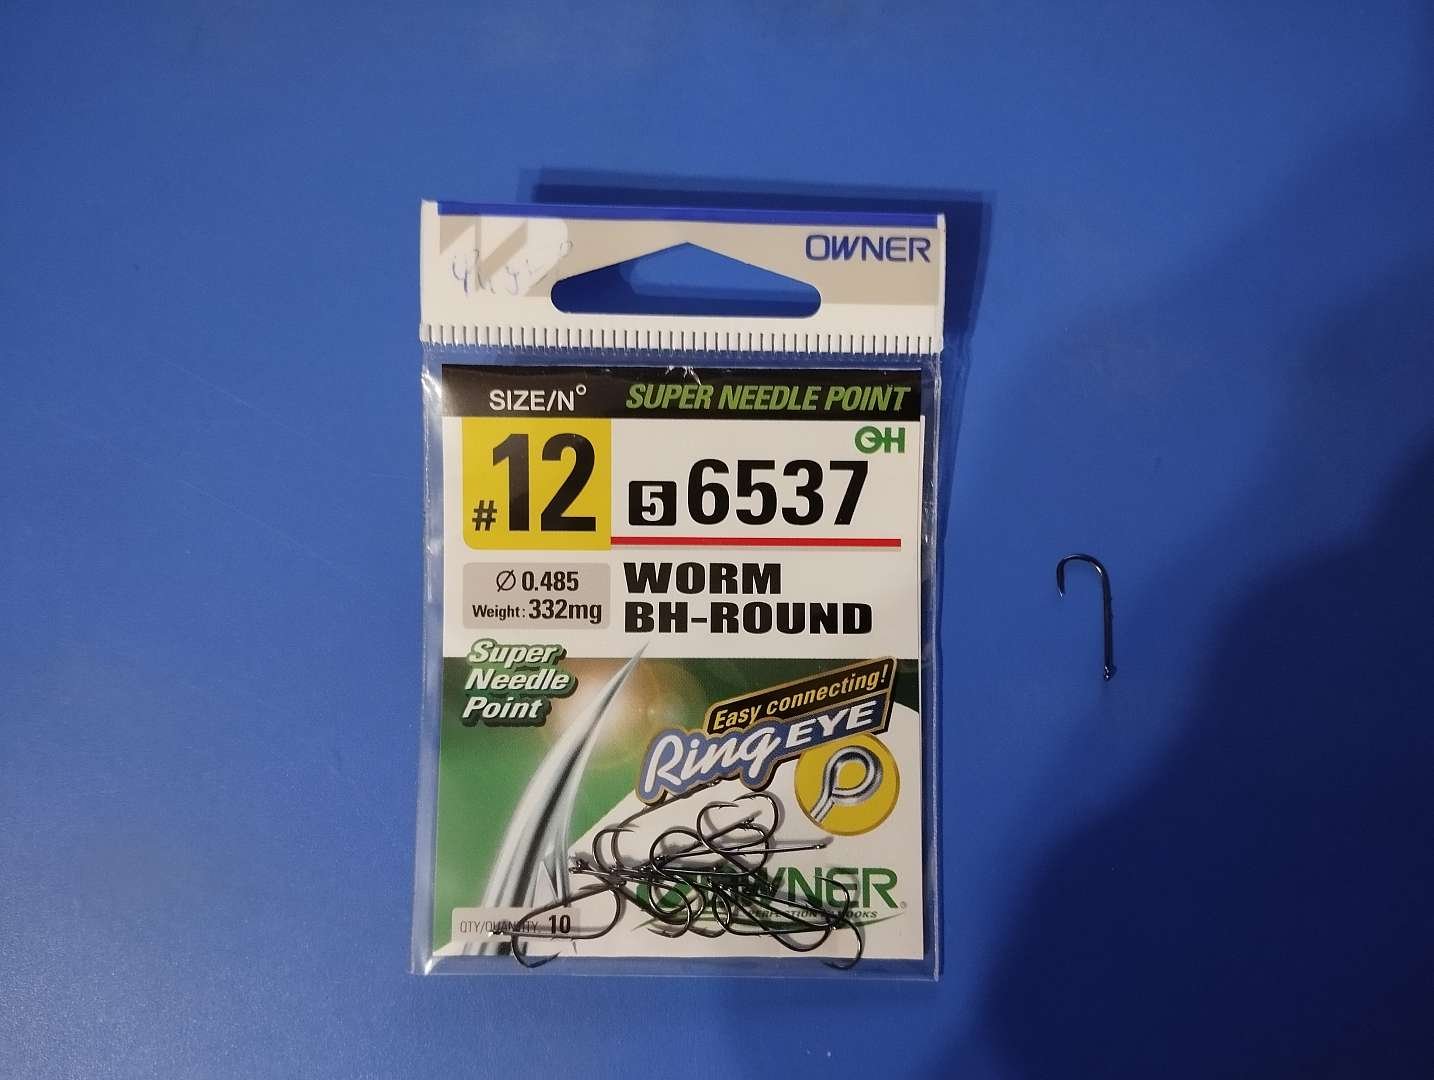 OWNER
SIZE/N°
SUPER NEEDLE POINT
#12
5 6537
Ø 0.485
Weight: 332mg
WORM
BH-ROUND
Super
Needle
Point
Easy connecting!
Ring EYE
OWNER®
QTY/QUANTITY: 10